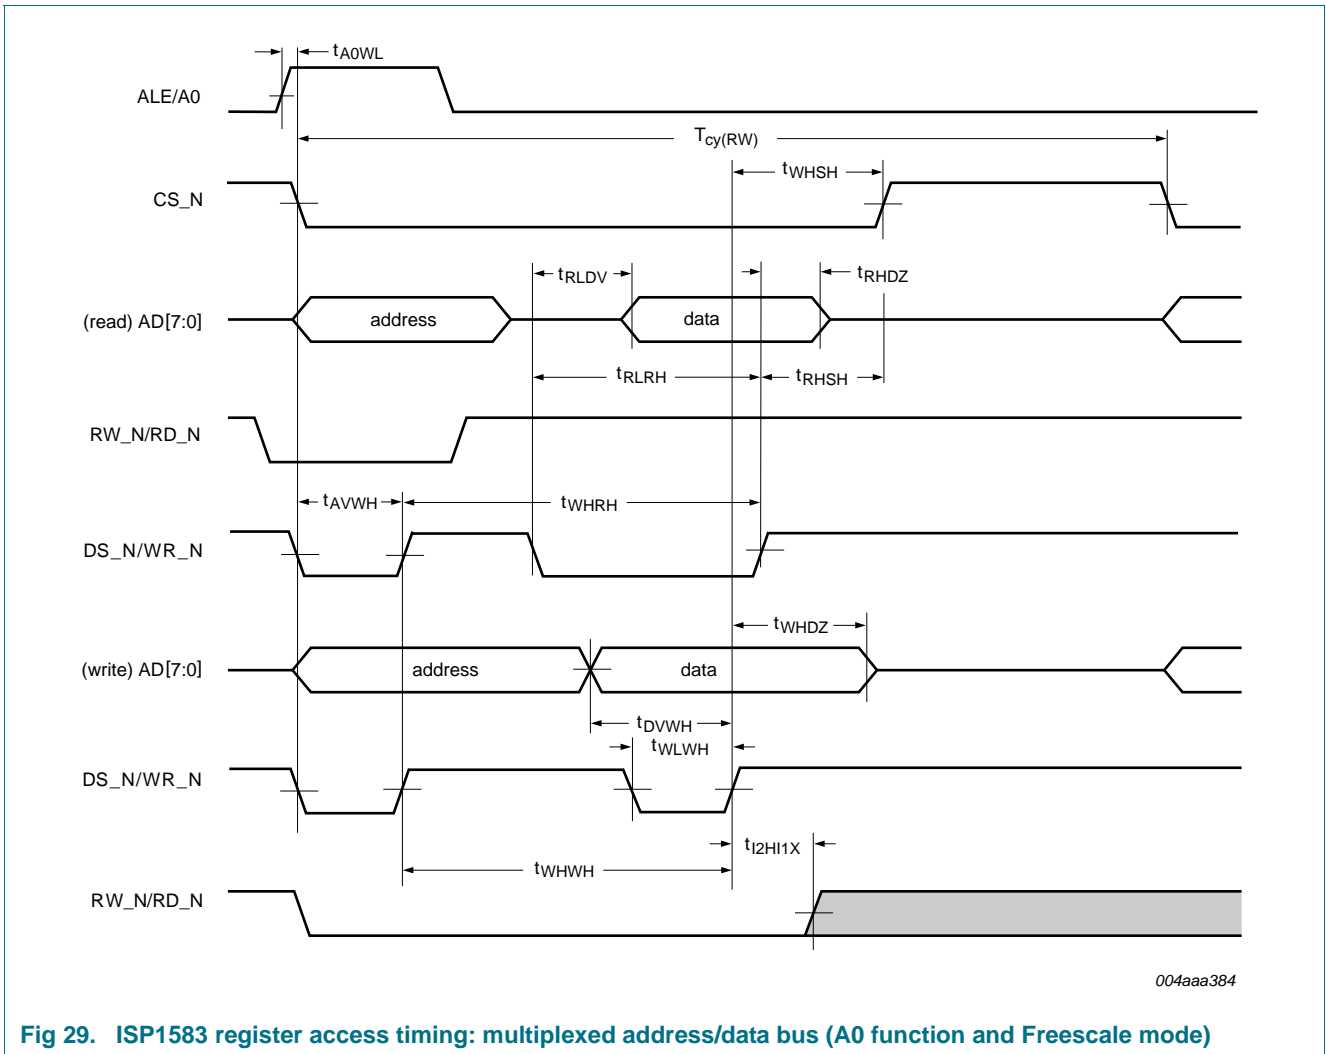 tA0WL
ALE/A0
Tcy(RW)
tWHSH
CS_N
tRLDV
tRHDZ
(read) AD[7:0]
address
data
tRLRH
tRHSH
RW_N/RD_N
tAVWH
tWHRH
DS_N/WR_N
tWHDZ
(write) AD[7:0]
address
data
tDVWH
tWLWH
DS_N/WR_N
tI2HI1X
tWHWH
RW_N/RD_N
004aaa384
Fig 29. ISP1583 register access timing: multiplexed address/data bus (A0 function and Freescale mode)